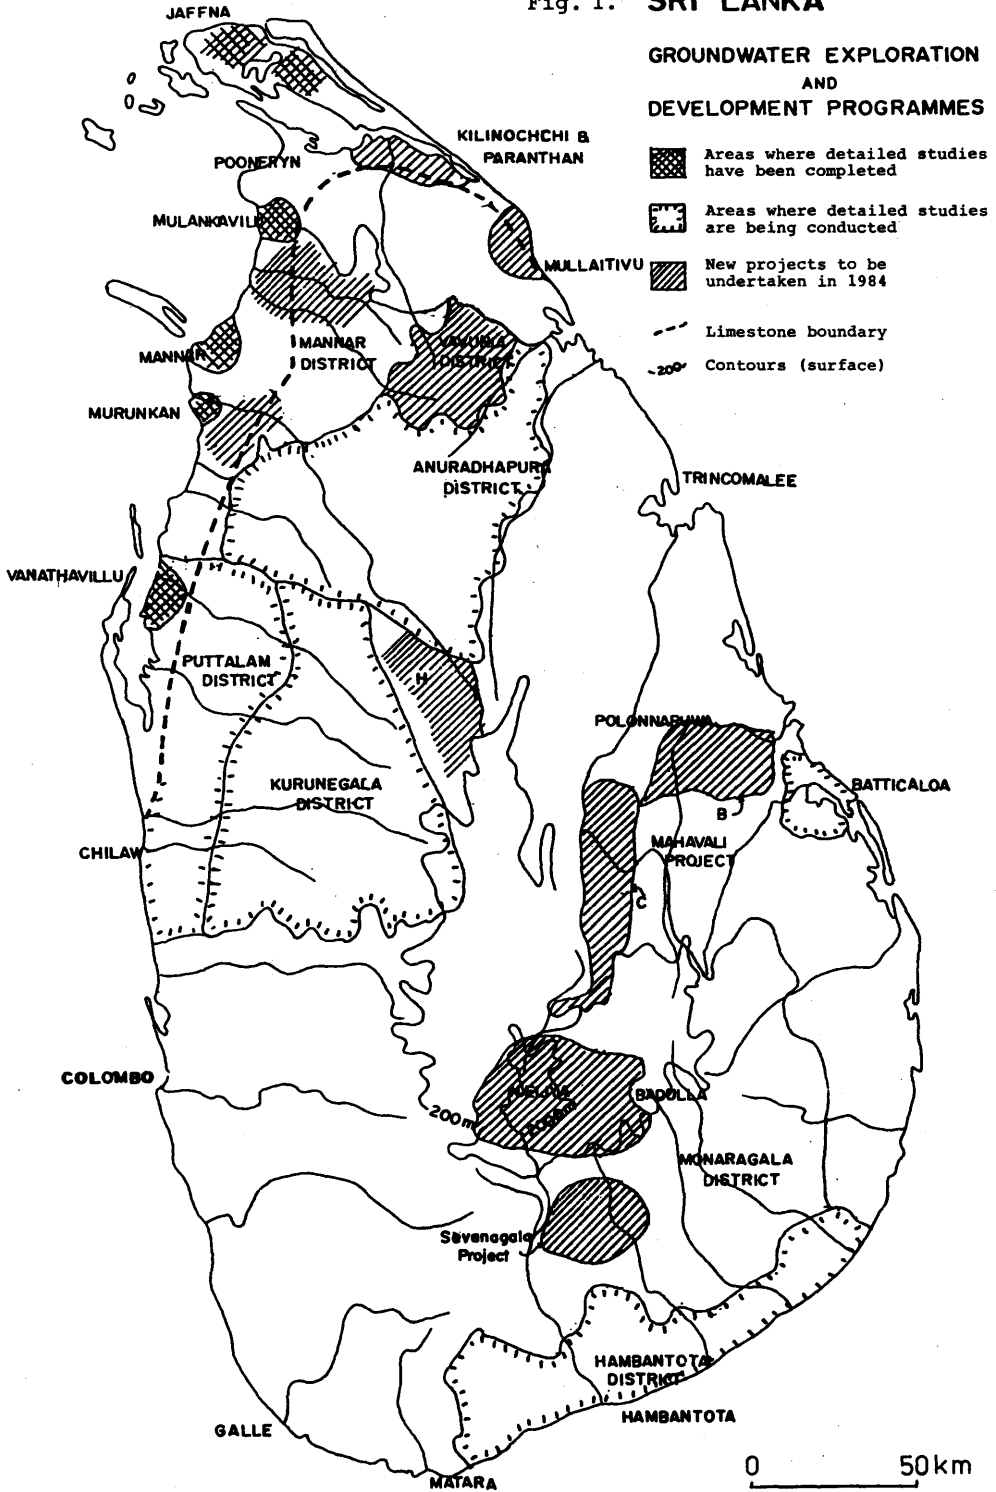 Fig. 1. SRI LANKA
GROUNDWATER EXPLORATION
AND
DEVELOPMENT PROGRAMMES
Areas where detailed studies
have been completed
Areas where detailed studies
are being conducted
New projects to be
undertaken in 1984
Limestone boundary
-200- Contours (surface)
JAFFNA
KILINOCHCHI &
PARANTHAN
POONERYN
MULANKAVILU
MULLAITIVU
MANNAR
MANNAR
DISTRICT
VAVUNIA
DISTRICT
MURUNKAN
ANURADHAPURA
DISTRICT
TRINCOMALEE
VANATHAVILLU
PUTTALAM
DISTRICT
H
POLONNARUWA
KURUNEGALA
DISTRICT
BATTICALOA
B
MAHAVALI
PROJECT
CHILAW
C
COLOMBO
200m
2000m
BADULLA
MONARAGALA
DISTRICT
Sevanagala
Project
HAMBANTOTA
DISTRICT
HAMBANTOTA
GALLE
MATARA
0 50km